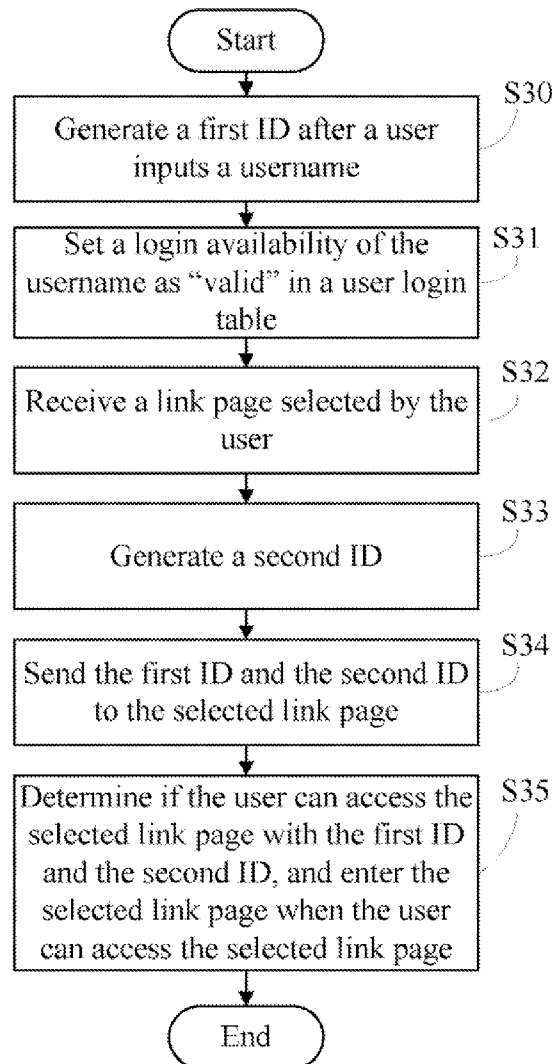 Start
S30
Generate a first ID after a user
inputs a username
S31
Set a login availability of the
username as “valid” in a user login
table
S32
Receive a link page selected by the
user
S33
Generate a second ID
S34
Send the first ID and the second ID
to the selected link page
S35
Determine if the user can access the
selected link page with the first ID
and the second ID, and enter the
selected link page when the user
can access the selected link page
End